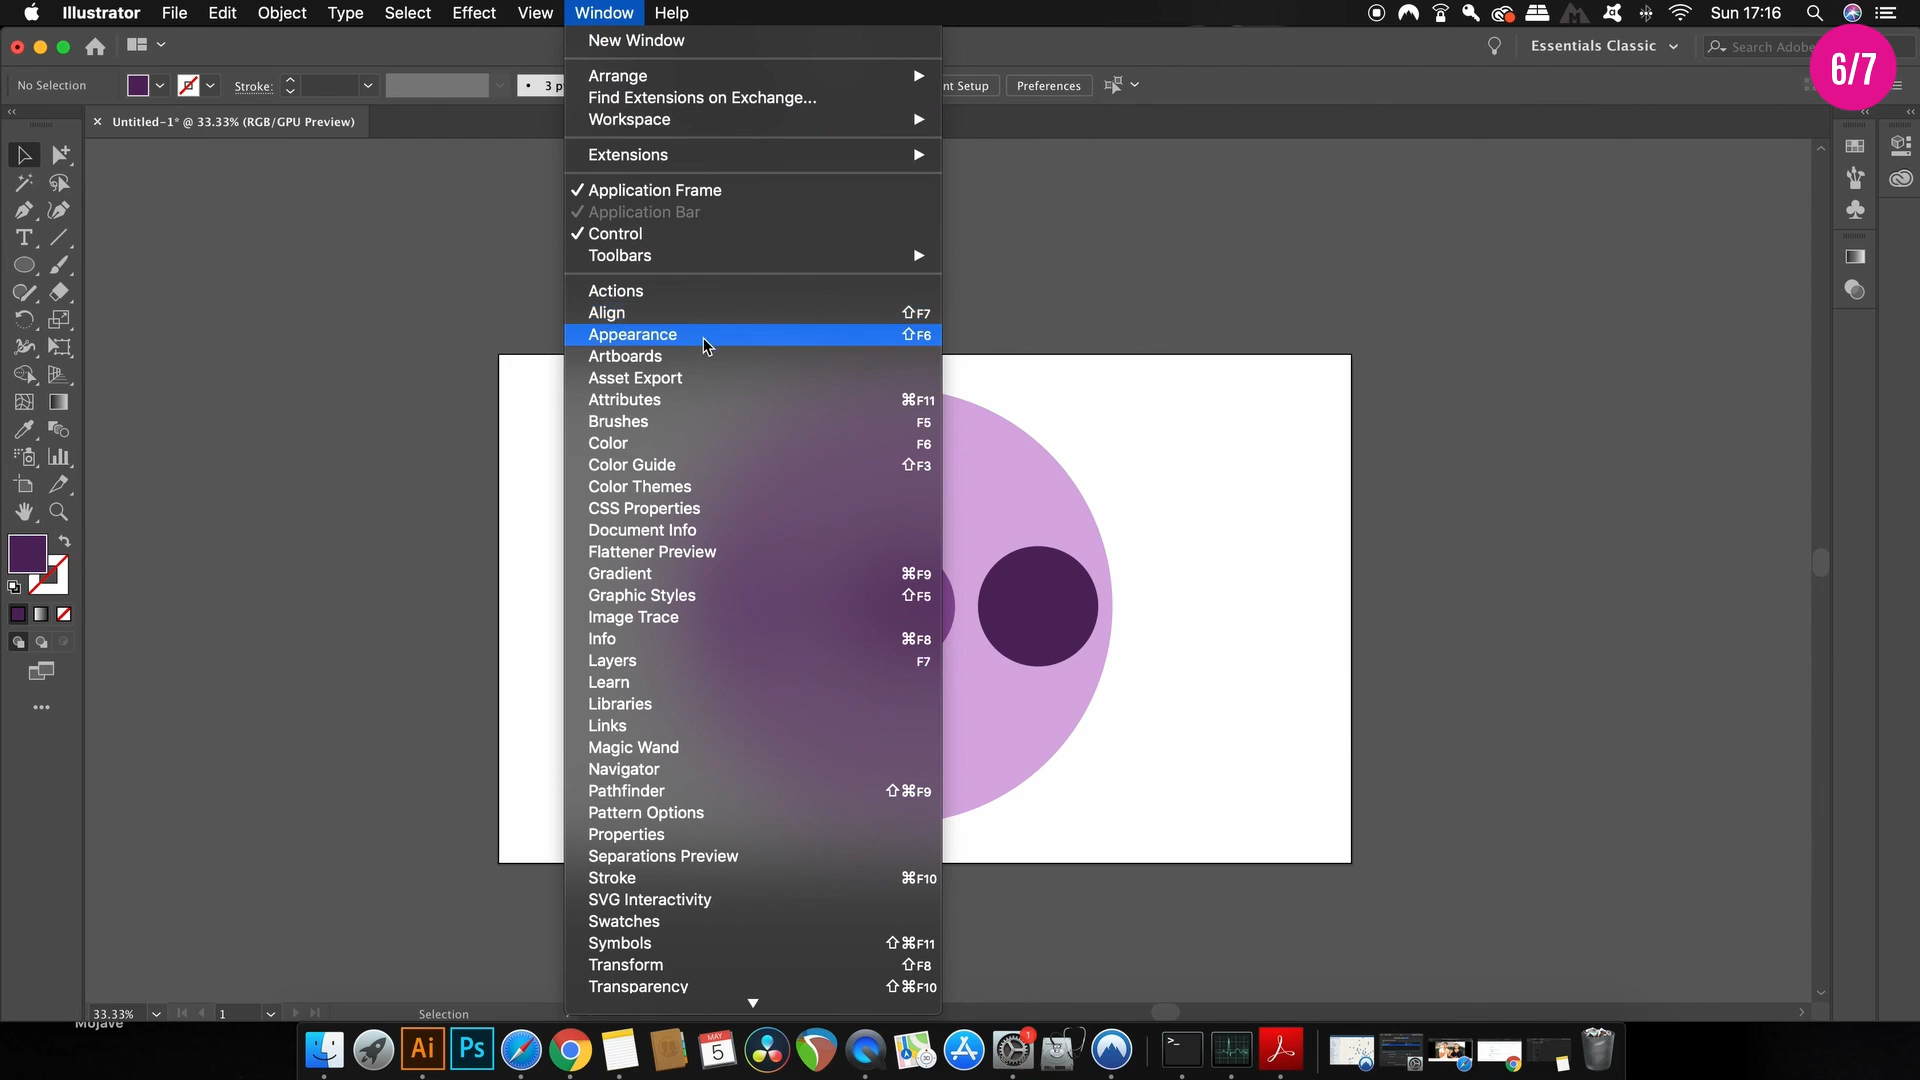 Illustrator File Edit Object Type Select Effect View Window Help
Sun 17:16
Essentials Classic
Search Adobe
6/7
No Selection
Stroke:
3 p
nt Setup
Preferences
Untitled-1* @ 33.33% (RGB/GPU Preview)
New Window
Arrange
Find Extensions on Exchange...
Workspace
Extensions
Application Frame
Application Bar
Control
Toolbars
Actions
Align ⇧F7
Appearance ⇧F6
Artboards
Asset Export
Attributes ⌘F11
Brushes F5
Color F6
Color Guide ⇧F3
Color Themes
CSS Properties
Document Info
Flattener Preview
Gradient ⌘F9
Graphic Styles ⇧F5
Image Trace
Info ⌘F8
Layers F7
Learn
Libraries
Links
Magic Wand
Navigator
Pathfinder ⇧⌘F9
Pattern Options
Properties
Separations Preview
Stroke ⌘F10
SVG Interactivity
Swatches
Symbols ⇧⌘F11
Transform ⇧F8
Transparency ⇧⌘F10
33.33%
1
Selection
Mojave
Ai
Ps
MAY
5
1